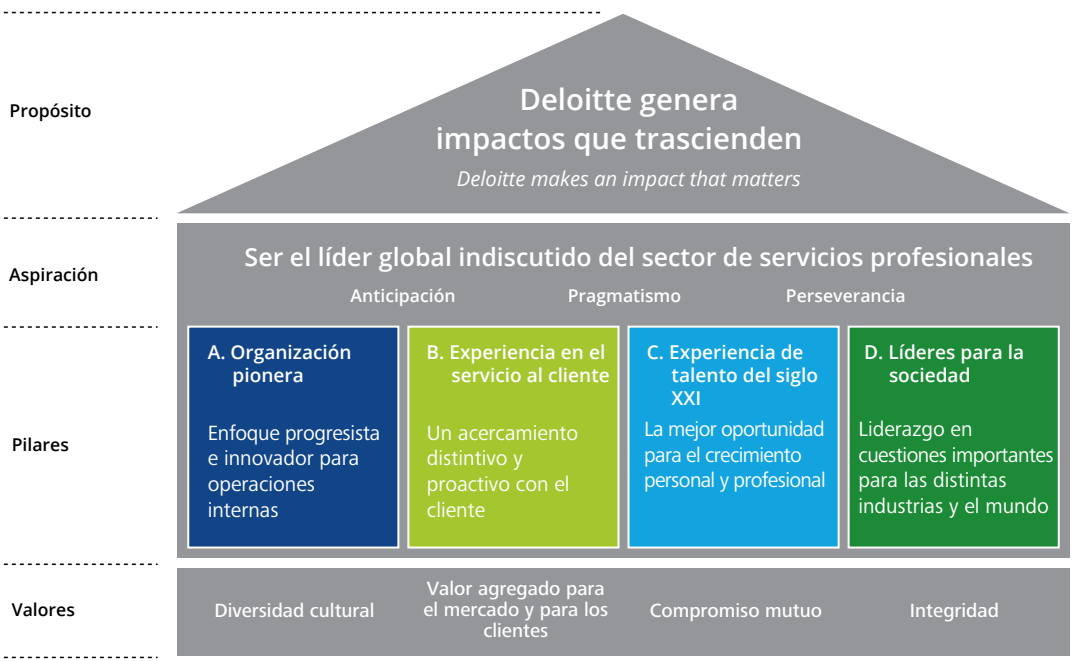 Propósito
Deloitte genera
impactos que trascienden
Deloitte makes an impact that matters
Aspiración
Ser el líder global indiscutido del sector de servicios profesionales
Anticipación
Pragmatismo
Perseverancia
Pilares
A. Organización
pionera
Enfoque progresista
e innovador para
operaciones
internas
B. Experiencia en el
servicio al cliente
Un acercamiento
distintivo y
proactivo con el
cliente
C. Experiencia de
talento del siglo
XXI
La mejor oportunidad
para el crecimiento
personal y profesional
D. Líderes para la
sociedad
Liderazgo en
cuestiones importantes
para las distintas
industrias y el mundo
Valores
Diversidad cultural
Valor agregado para
el mercado y para los
clientes
Compromiso mutuo
Integridad